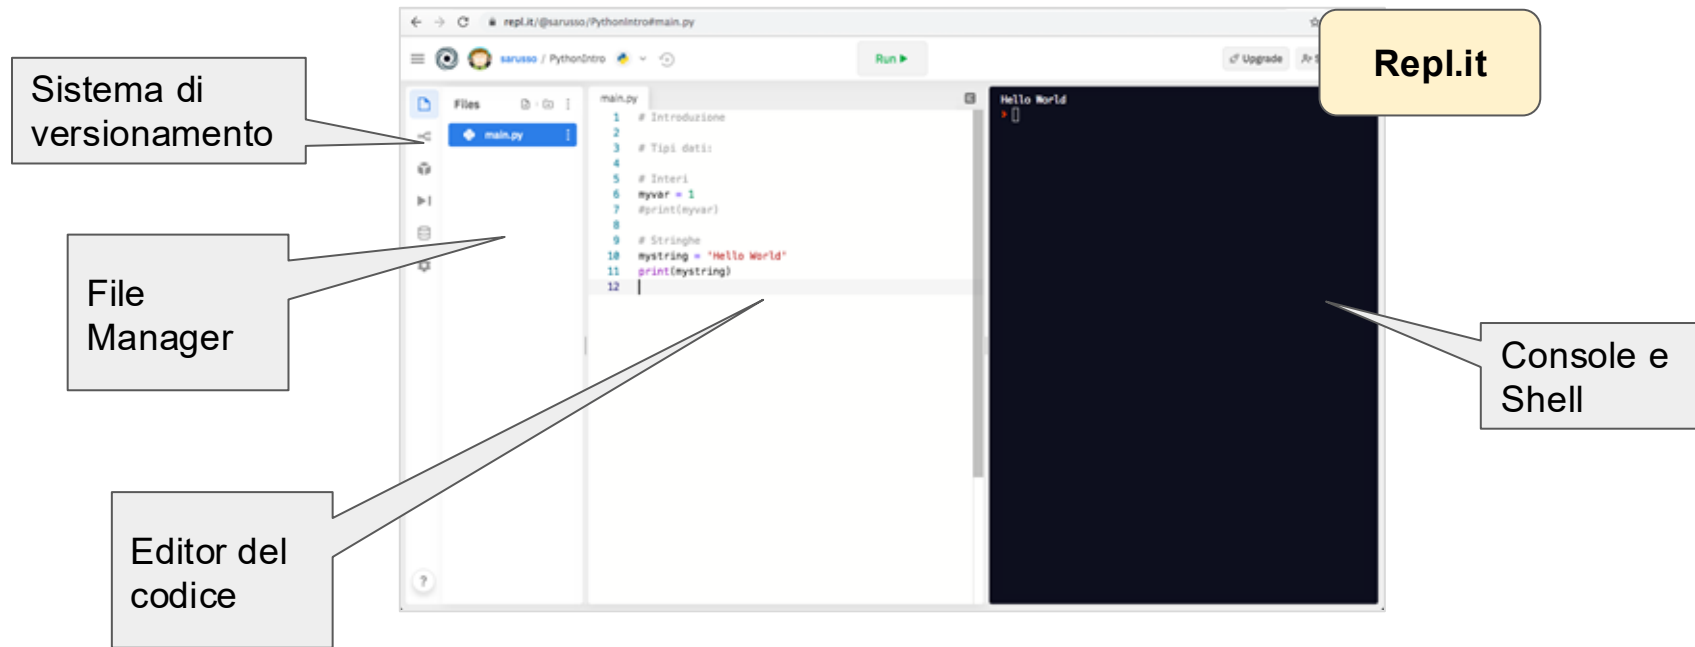 repl.it/@sarusso/PythonIntro#main.py
Repl.it
sarusso / PythonIntro
Run
Upgrade
Sistema di
versionamento
Files
main.py
main.py
1 # Introduzione
2
3 # Tipi dati:
4
5 # Interi
6 myvar = 1
7 #print(myvar)
8
9 # Stringhe
10 mystring = "Hello World"
11 print(mystring)
12
Hello World
File
Manager
Console e
Shell
Editor del
codice
?